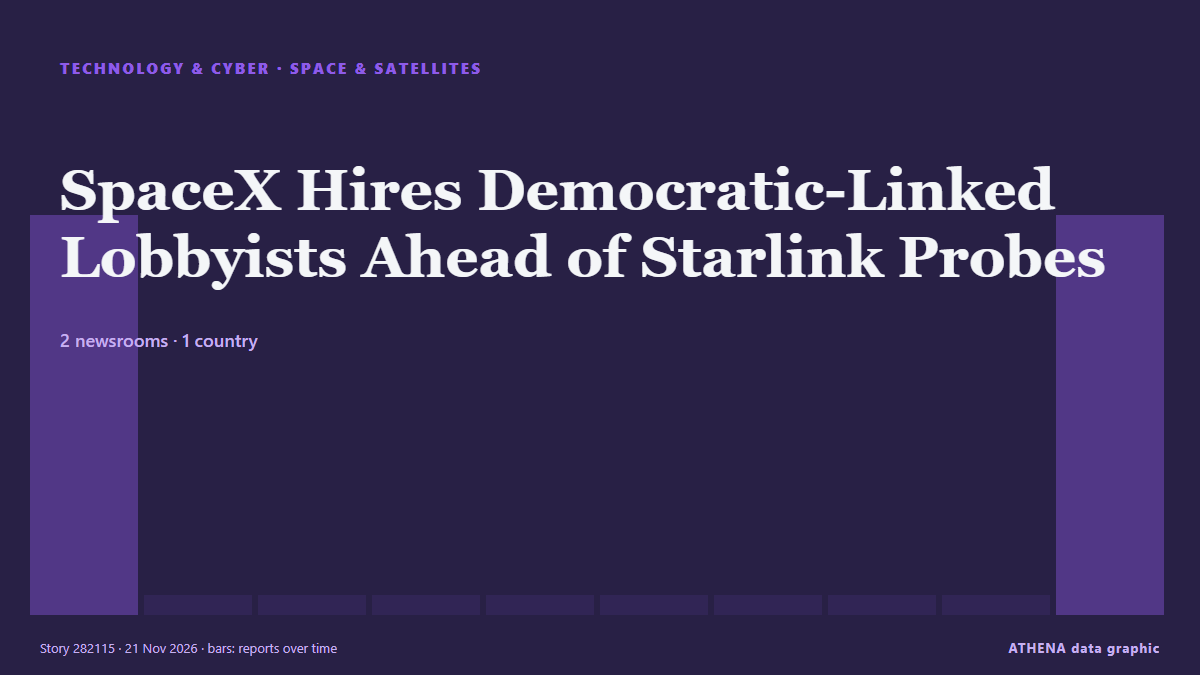 TECHNOLOGY & CYBER · SPACE & SATELLITES
SpaceX Hires Democratic-Linked
Lobbyists Ahead of Starlink Probes
2 newsrooms · 1 country
Story 282115 · 21 Nov 2026 · bars: reports over time
ATHENA data graphic